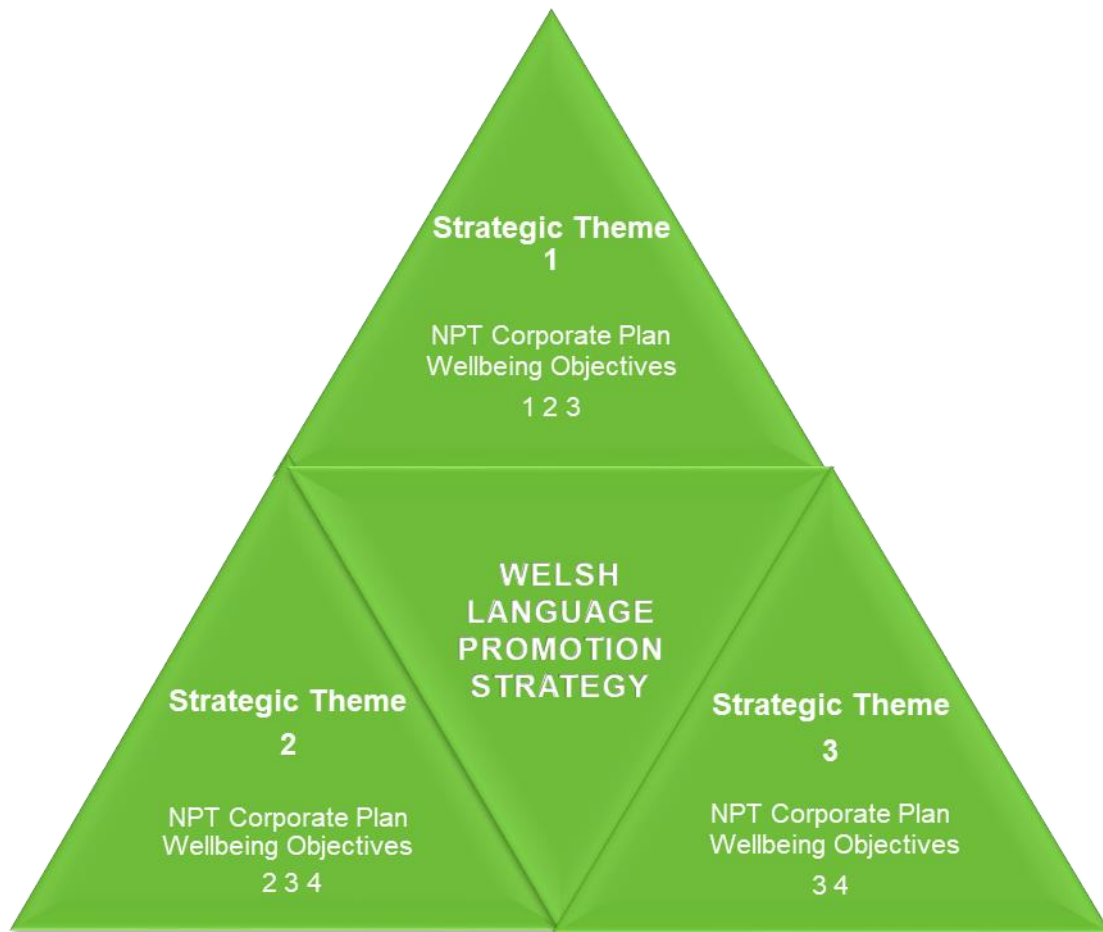 Strategic Theme
1
NPT Corporate Plan
Wellbeing Objectives
1 2 3
WELSH
LANGUAGE
PROMOTION
STRATEGY
Strategic Theme
2
NPT Corporate Plan
Wellbeing Objectives
2 3 4
Strategic Theme
3
NPT Corporate Plan
Wellbeing Objectives
3 4